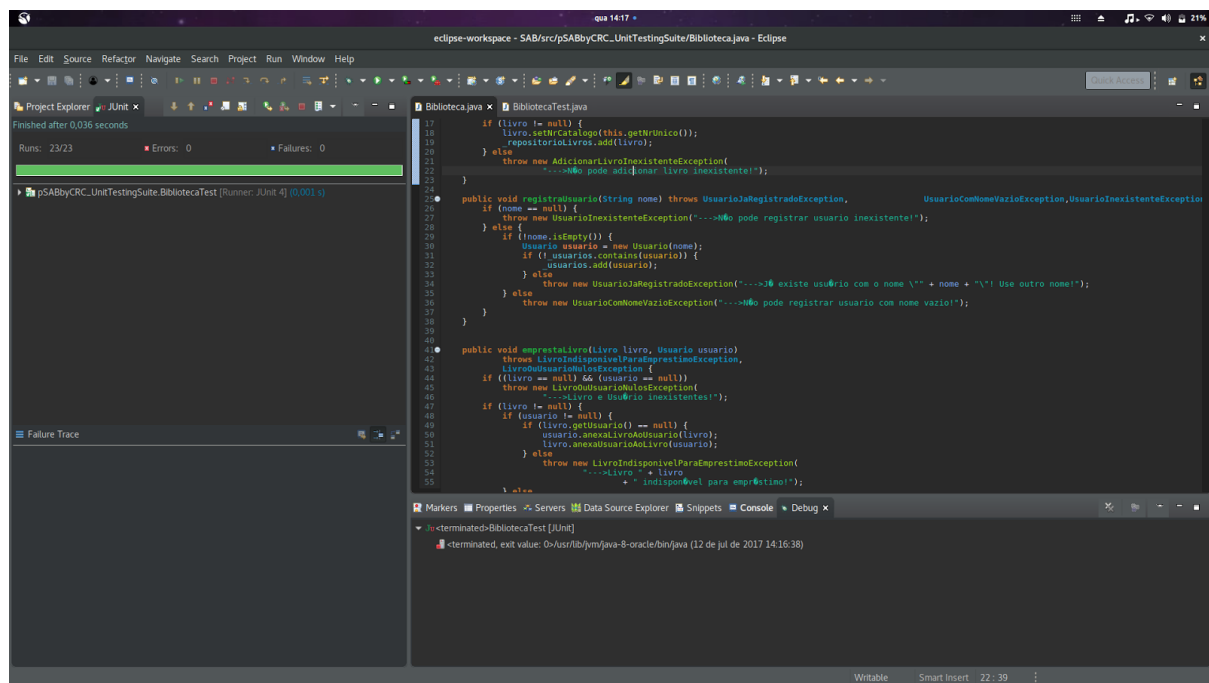 qua 14:17
21%
eclipse-workspace - SAB/src/pSABbyCRC_UnitTestingSuite/Biblioteca.java - Eclipse
File Edit Source Refactor Navigate Search Project Run Window Help
Quick Access
Project Explorer JUnit
Finished after 0,036 seconds
Runs: 23/23 Errors: 0 Failures: 0
pSABbyCRC_UnitTestingSuite.BibliotecaTest [Runner: JUnit 4] (0,001 s)
Failure Trace
Biblioteca.java BibliotecaTest.java
17 if (livro != null) {
18 livro.setNrCatalogo(this.getNrUnico());
19 _repositorioLivros.add(livro);
20 } else
21 throw new AdicionarLivroInexistenteException(
22 "--->N�o pode adicionar livro inexistente!");
23 }
24
25 public void registraUsuario(String nome) throws UsuarioJaRegistradoException, UsuarioComNomeVazioException,UsuarioInexistenteException
26 if (nome == null) {
27 throw new UsuarioInexistenteException("--->N�o pode registrar usuario inexistente!");
28 } else {
29 if (!nome.isEmpty()) {
30 Usuario usuario = new Usuario(nome);
31 if (!_usuarios.contains(usuario)) {
32 _usuarios.add(usuario);
33 } else
34 throw new UsuarioJaRegistradoException("--->J� existe usu�rio com o nome \"" + nome + "\"! Use outro nome!");
35 } else
36 throw new UsuarioComNomeVazioException("--->N�o pode registrar usuario com nome vazio!");
37 }
38 }
39
40
41 public void emprestaLivro(Livro livro, Usuario usuario)
42 throws LivroIndisponivelParaEmprestimoException,
43 LivroOuUsuarioNulosException {
44 if ((livro == null) && (usuario == null))
45 throw new LivroOuUsuarioNulosException(
46 "--->Livro e Usu�rio inexistentes!");
47 if (livro != null) {
48 if (usuario != null) {
49 if (livro.getUsuario() == null) {
50 usuario.anexaLivroAoUsuario(livro);
51 livro.anexaUsuarioAoLivro(usuario);
52 } else
53 throw new LivroIndisponivelParaEmprestimoException(
54 "--->Livro " + livro
55 + " indispon�vel para empr�stimo!");
} else
Markers Properties Servers Data Source Explorer Snippets Console Debug
<terminated>BibliotecaTest [JUnit]
<terminated, exit value: 0>/usr/lib/jvm/java-8-oracle/bin/java (12 de jul de 2017 14:16:38)
Writable Smart Insert 22 : 39